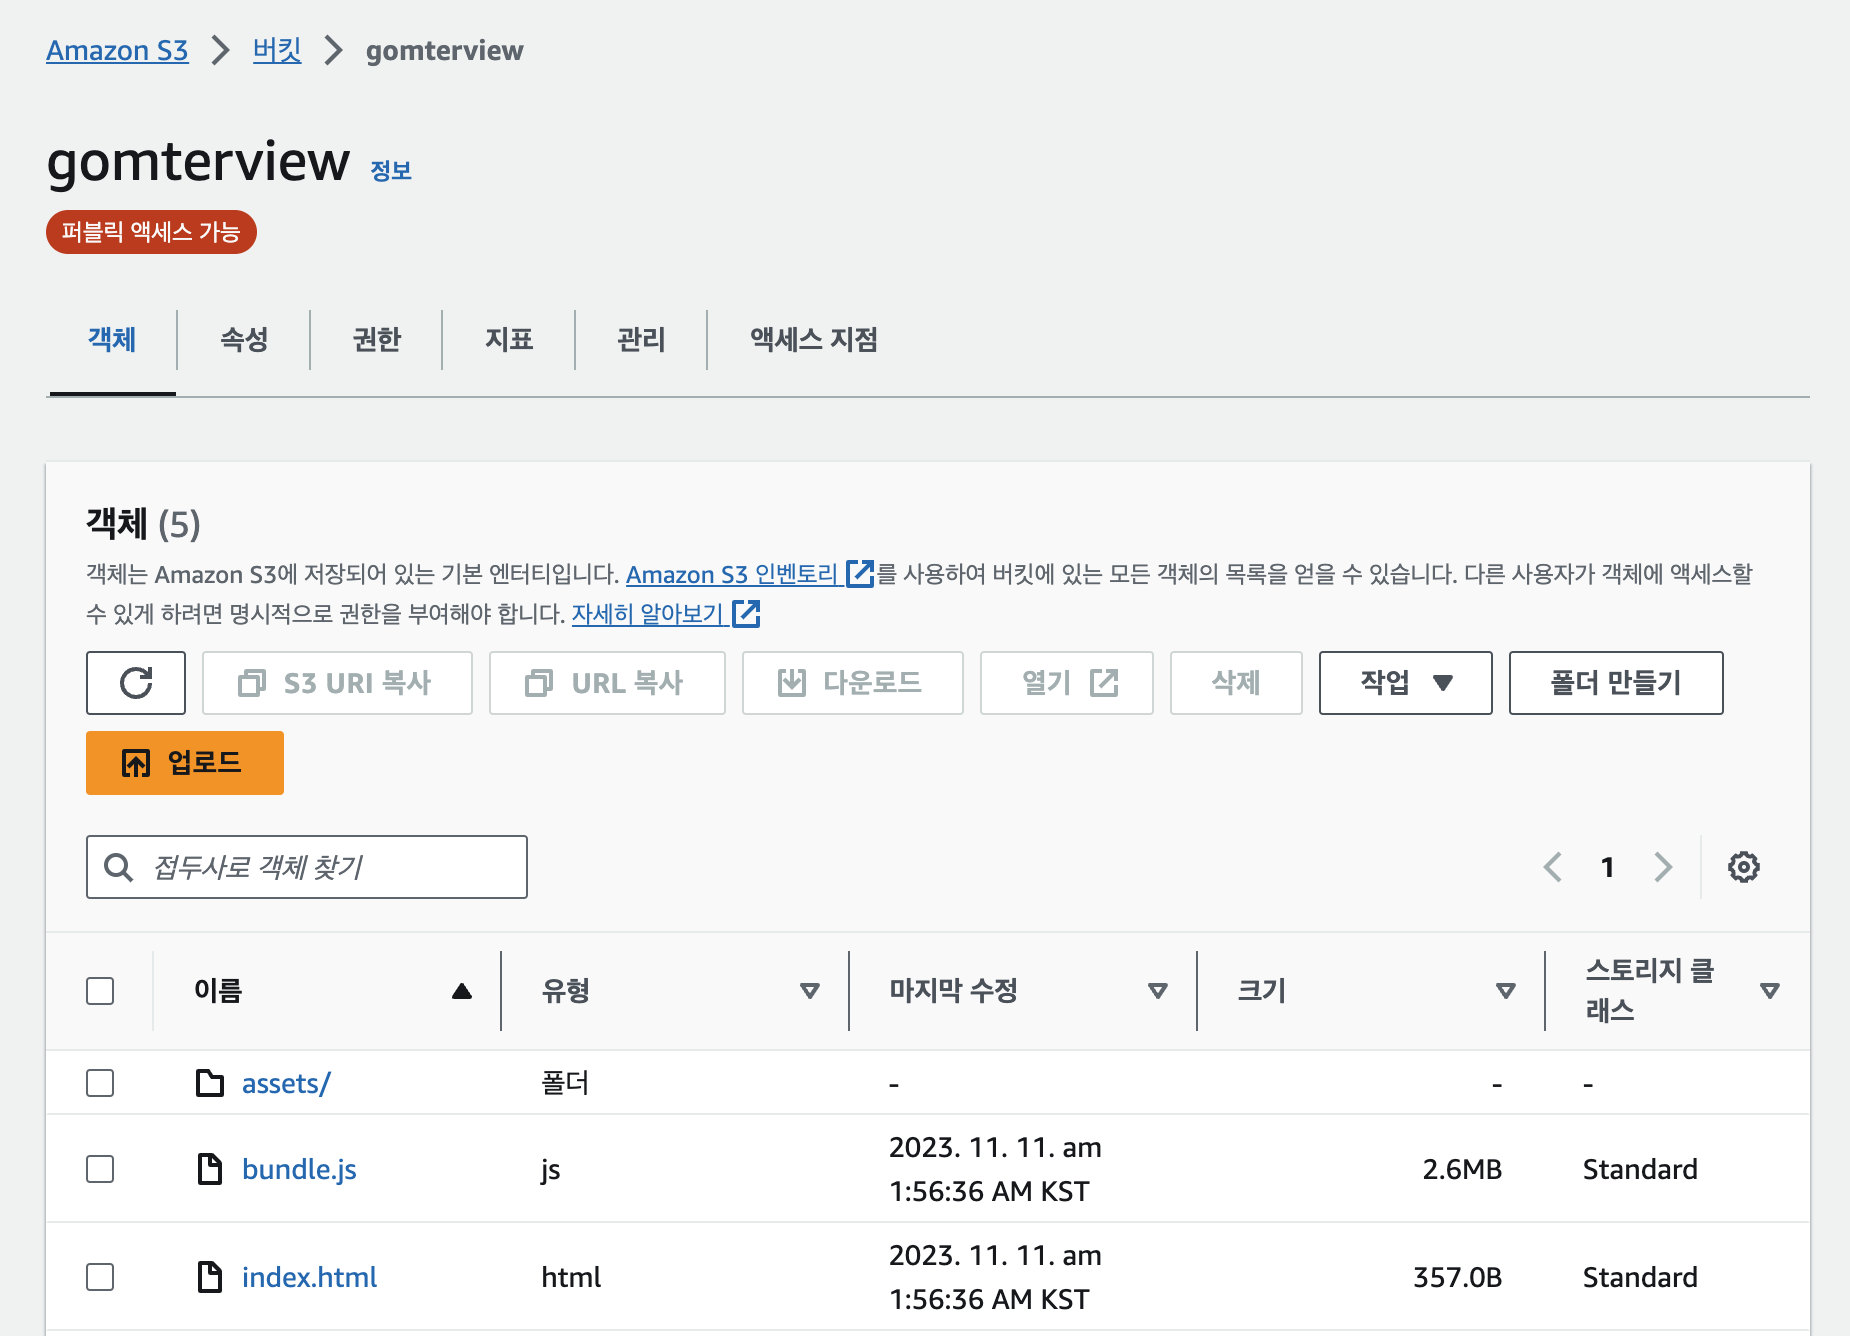 Amazon S3 > 버킷 > gomterview
gomterview 정보
퍼블릭 액세스 가능
객체 속성 권한 지표 관리 액세스 지점
객체 (5)
객체는 Amazon S3에 저장되어 있는 기본 엔터티입니다. Amazon S3 인벤토리 를 사용하여 버킷에 있는 모든 객체의 목록을 얻을 수 있습니다. 다른 사용자가 객체에 액세스할
수 있게 하려면 명시적으로 권한을 부여해야 합니다. 자세히 알아보기
S3 URI 복사 URL 복사 다운로드 열기 삭제 작업 폴더 만들기
업로드
접두사로 객체 찾기 1
이름 유형 마지막 수정 크기 스토리지 클
래스
assets/ 폴더 - - -
bundle.js js 2023. 11. 11. am
1:56:36 AM KST 2.6MB Standard
index.html html 2023. 11. 11. am
1:56:36 AM KST 357.0B Standard